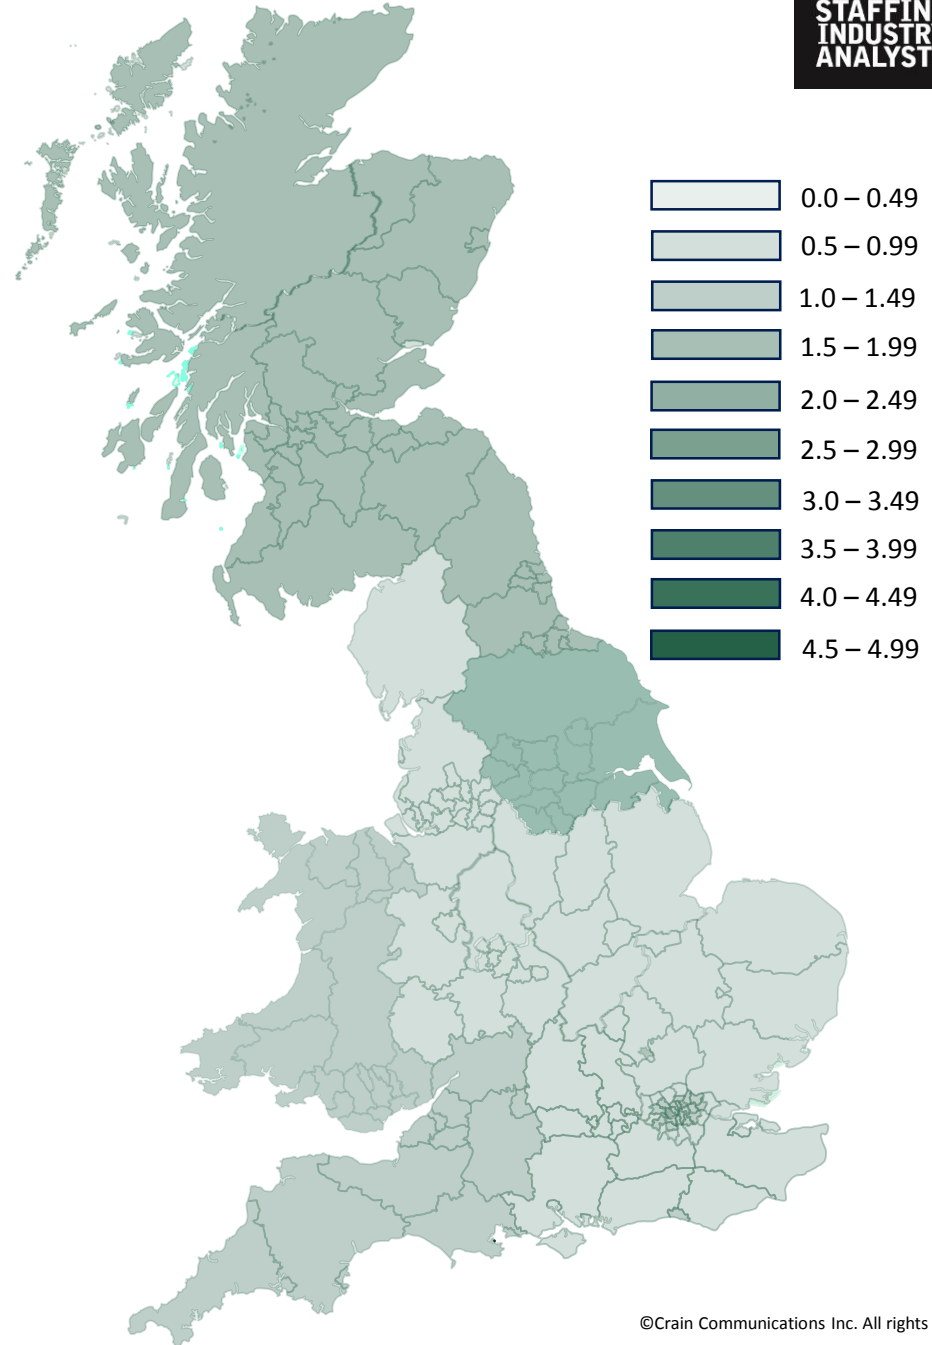 STAFFIN
INDUSTR
ANALYST
0.0 – 0.49
0.5 – 0.99
1.0 – 1.49
1.5 – 1.99
2.0 – 2.49
2.5 – 2.99
3.0 – 3.49
3.5 – 3.99
4.0 – 4.49
4.5 – 4.99
©Crain Communications Inc. All rights